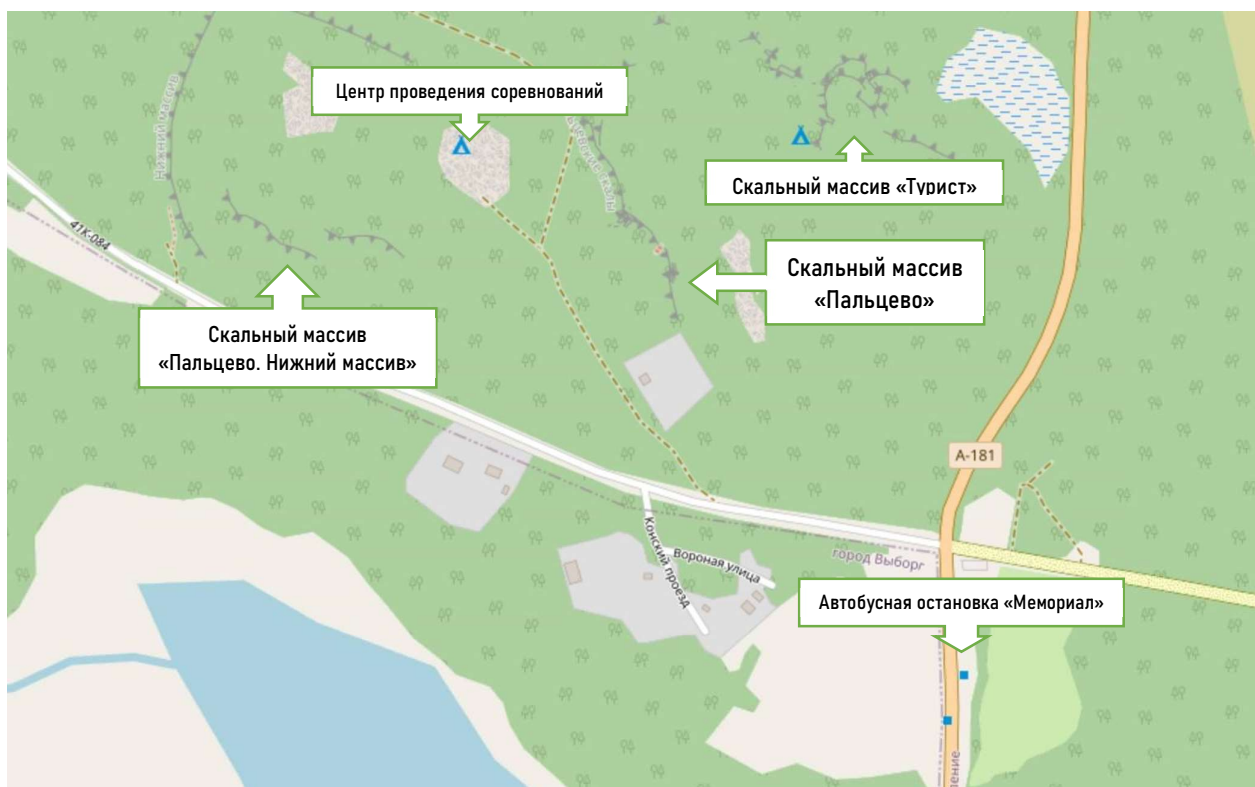 Центр проведения соревнований
Нижний массив
Скальный массив «Турист»
41К-084
Скальный массив
«Пальцево»
Скальный массив
«Пальцево. Нижний массив»
А-181
Конский проезд
Вороная улица
город Выборг
Автобусная остановка «Мемориал»